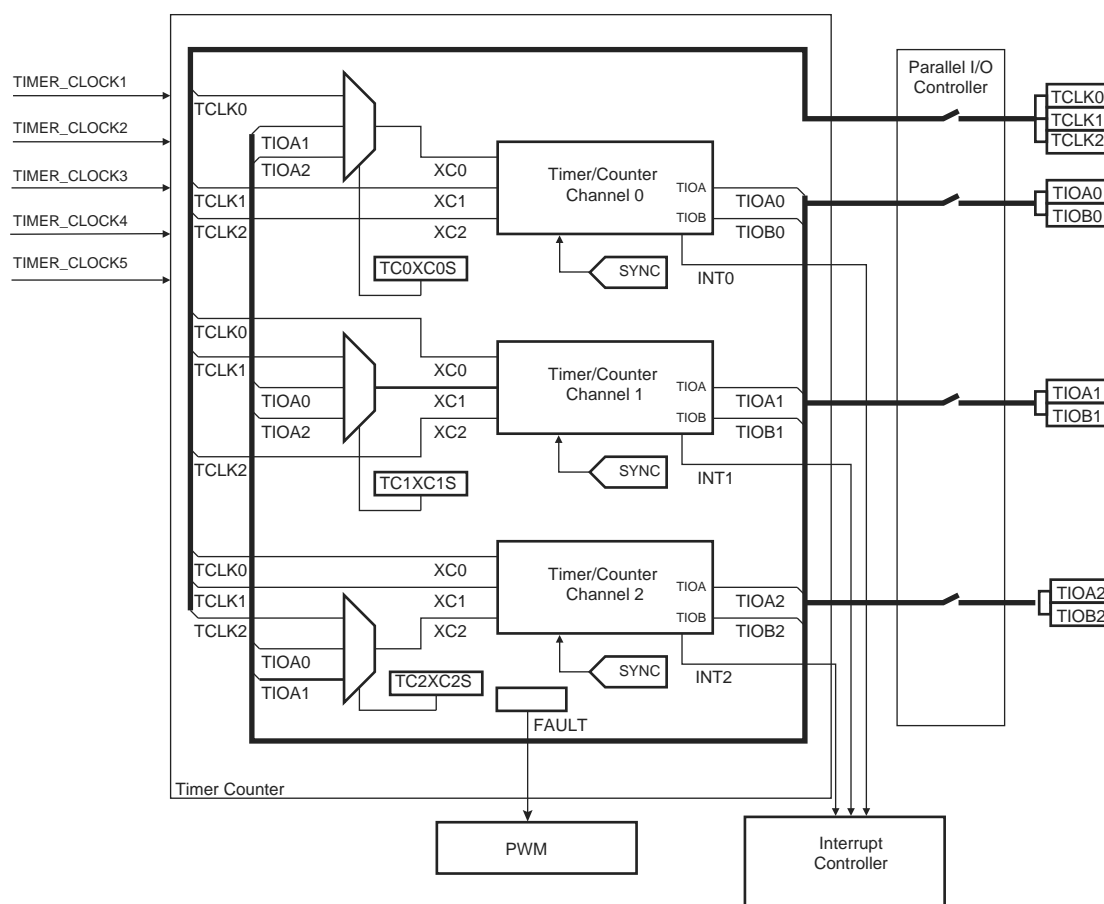 TIMER_CLOCK1
TIMER_CLOCK2
TIMER_CLOCK3
TIMER_CLOCK4
TIMER_CLOCK5
TCLK0
TIOA1
TIOA2
TCLK1
TCLK2
XC0
XC1
XC2
TC0XC0S
Timer/Counter
Channel 0
TIOA
TIOB
TIOA0
TIOB0
SYNC
INT0
TCLK0
TCLK1
TIOA0
TIOA2
TCLK2
XC0
XC1
XC2
TC1XC1S
Timer/Counter
Channel 1
TIOA
TIOB
TIOA1
TIOB1
SYNC
INT1
TCLK0
TCLK1
TCLK2
TIOA0
TIOA1
XC0
XC1
XC2
TC2XC2S
Timer/Counter
Channel 2
TIOA
TIOB
TIOA2
TIOB2
SYNC
INT2
FAULT
Timer Counter
Parallel I/O
Controller
TCLK0
TCLK1
TCLK2
TIOA0
TIOB0
TIOA1
TIOB1
TIOA2
TIOB2
PWM
Interrupt
Controller